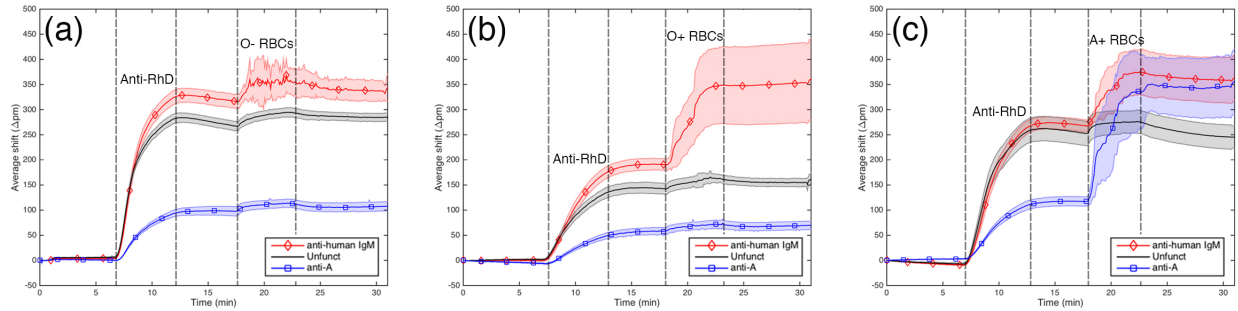 (a)
500
450
400
350
300
250
200
150
100
50
0
-50
Average shift (Δpm)
Anti-RhD
O- RBCs
anti-human IgM
Unfunct
anti-A
0
5
10
15
20
25
30
Time (min)
(b)
500
450
400
350
300
250
200
150
100
50
0
-50
Average shift (Δpm)
Anti-RhD
O+ RBCs
anti-human IgM
Unfunct
anti-A
0
5
10
15
20
25
30
Time (min)
(c)
500
450
400
350
300
250
200
150
100
50
0
-50
Average shift (Δpm)
Anti-RhD
A+ RBCs
anti-human IgM
Unfunct
anti-A
0
5
10
15
20
25
30
Time (min)